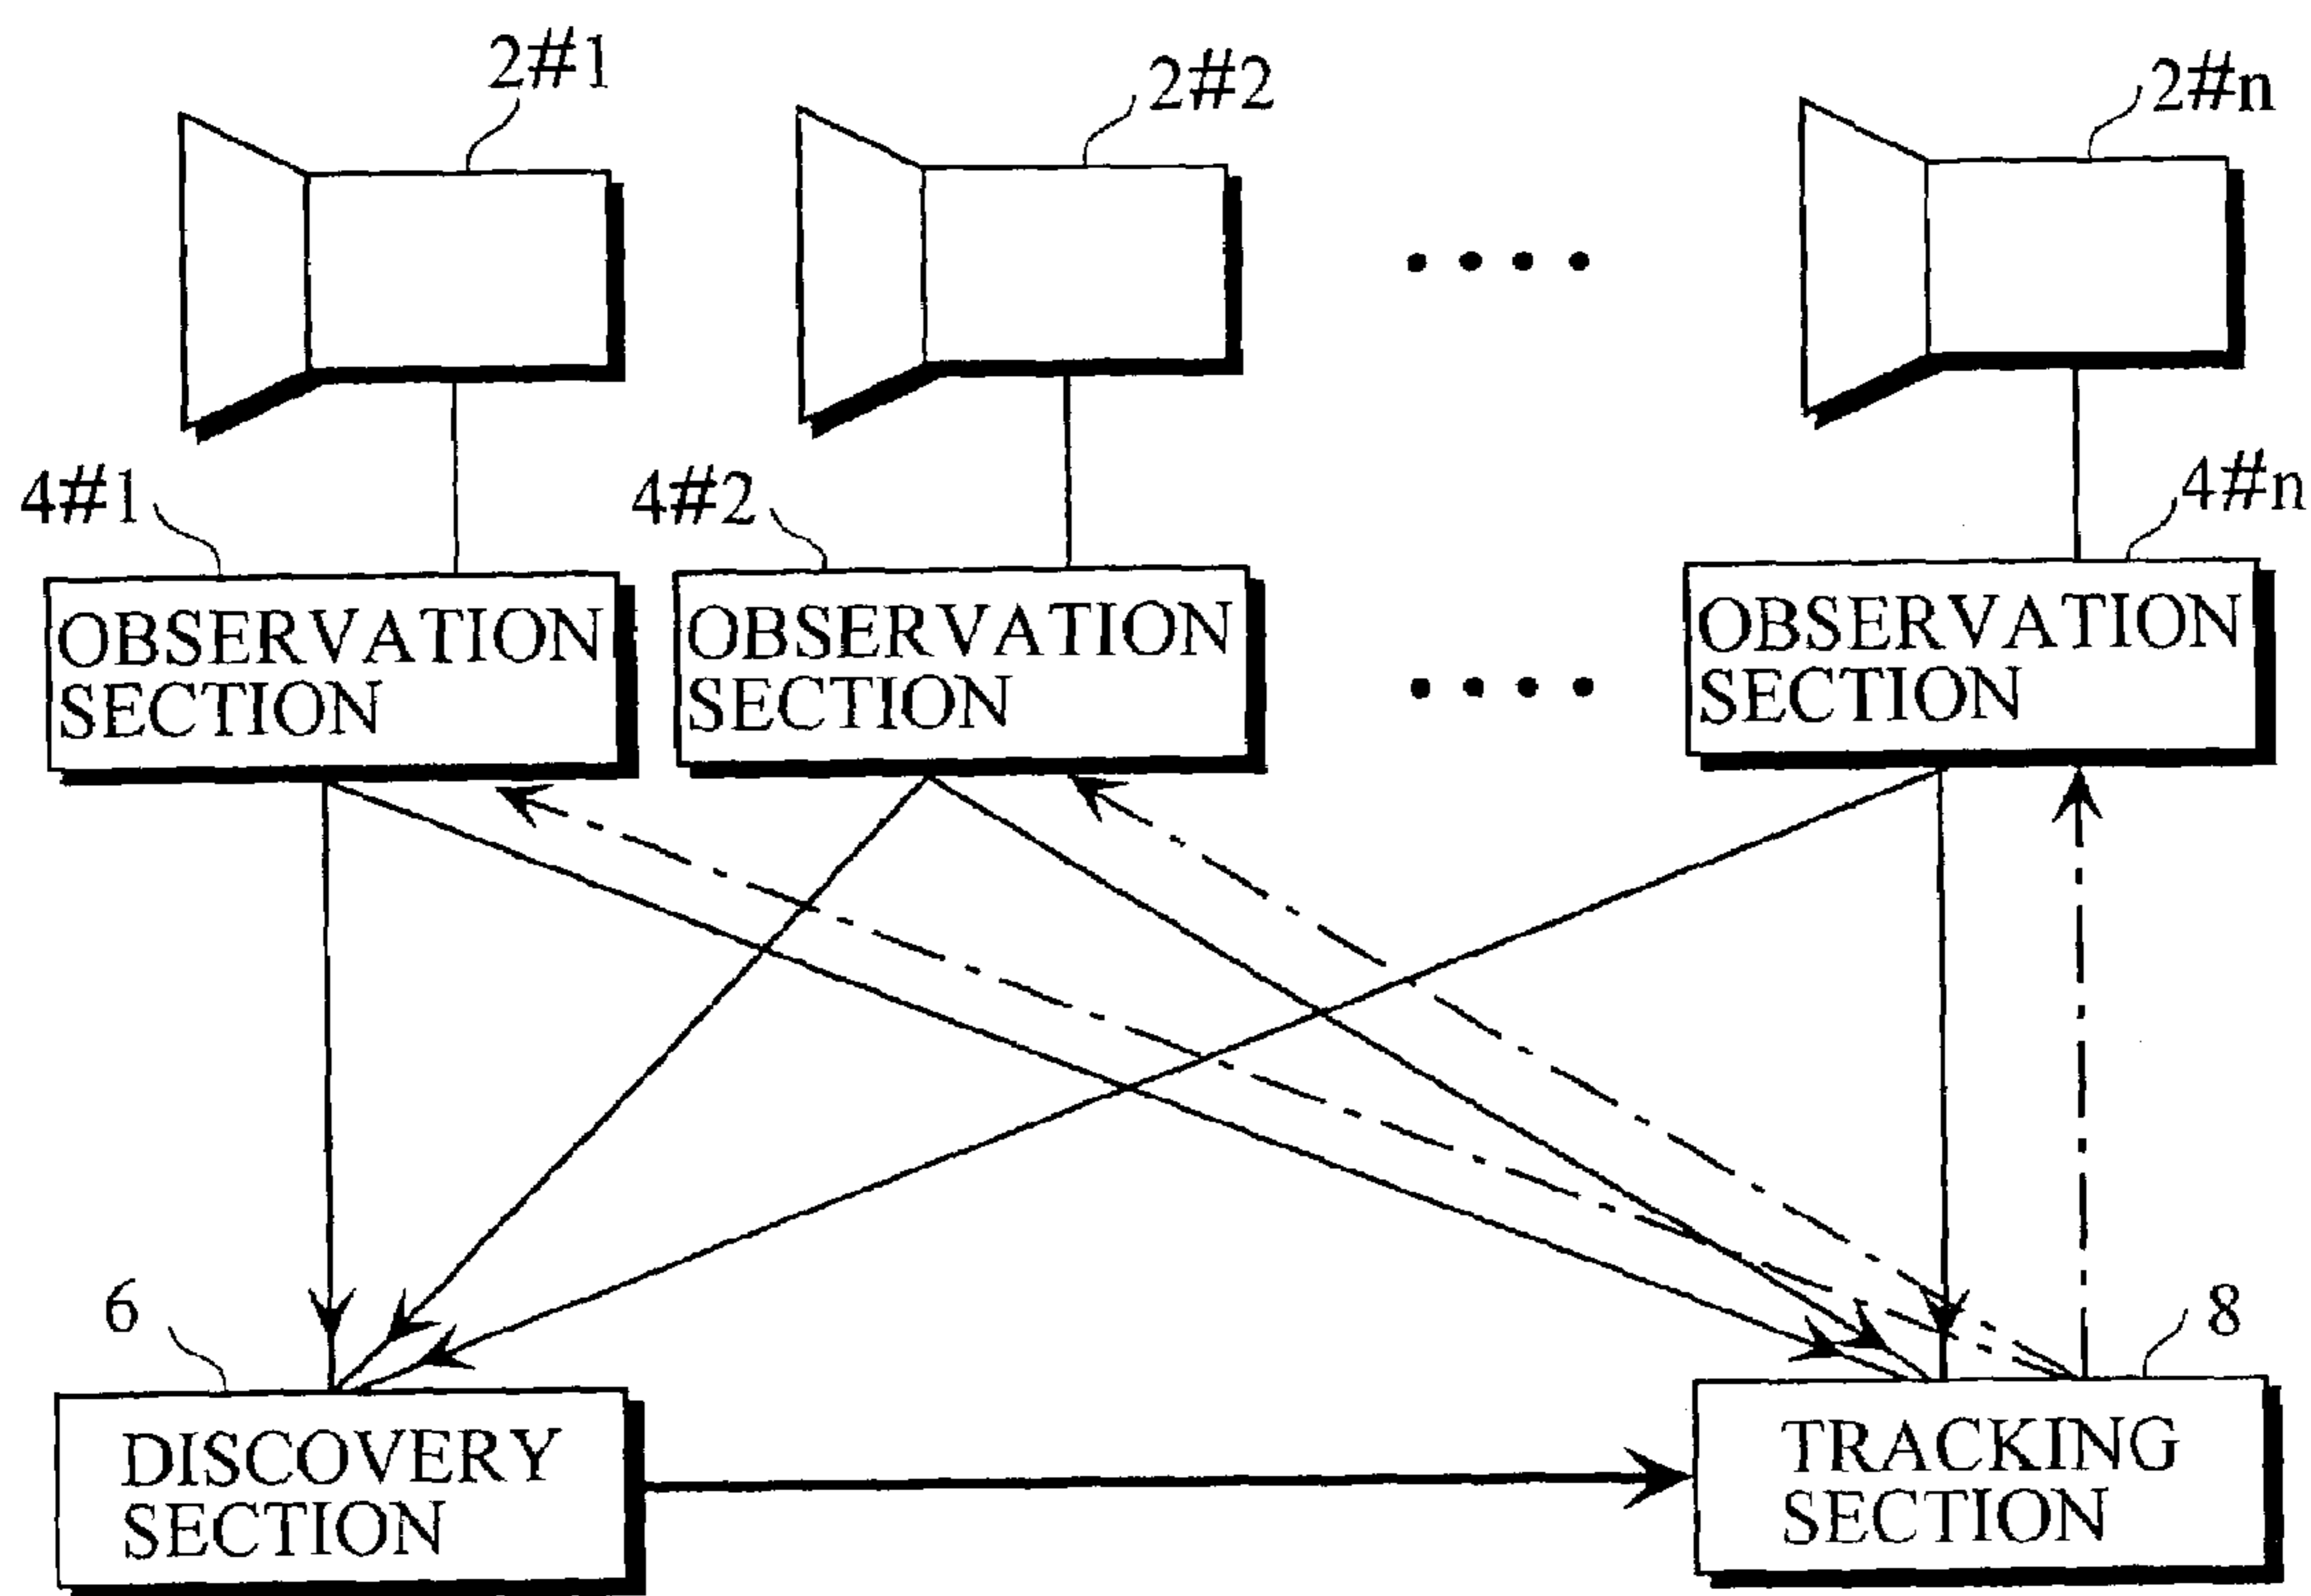 2#1
2#2
2#n
4#1
4#2
4#n
OBSERVATION
SECTION
OBSERVATION
SECTION
OBSERVATION
SECTION
6
8
DISCOVERY
SECTION
TRACKING
SECTION